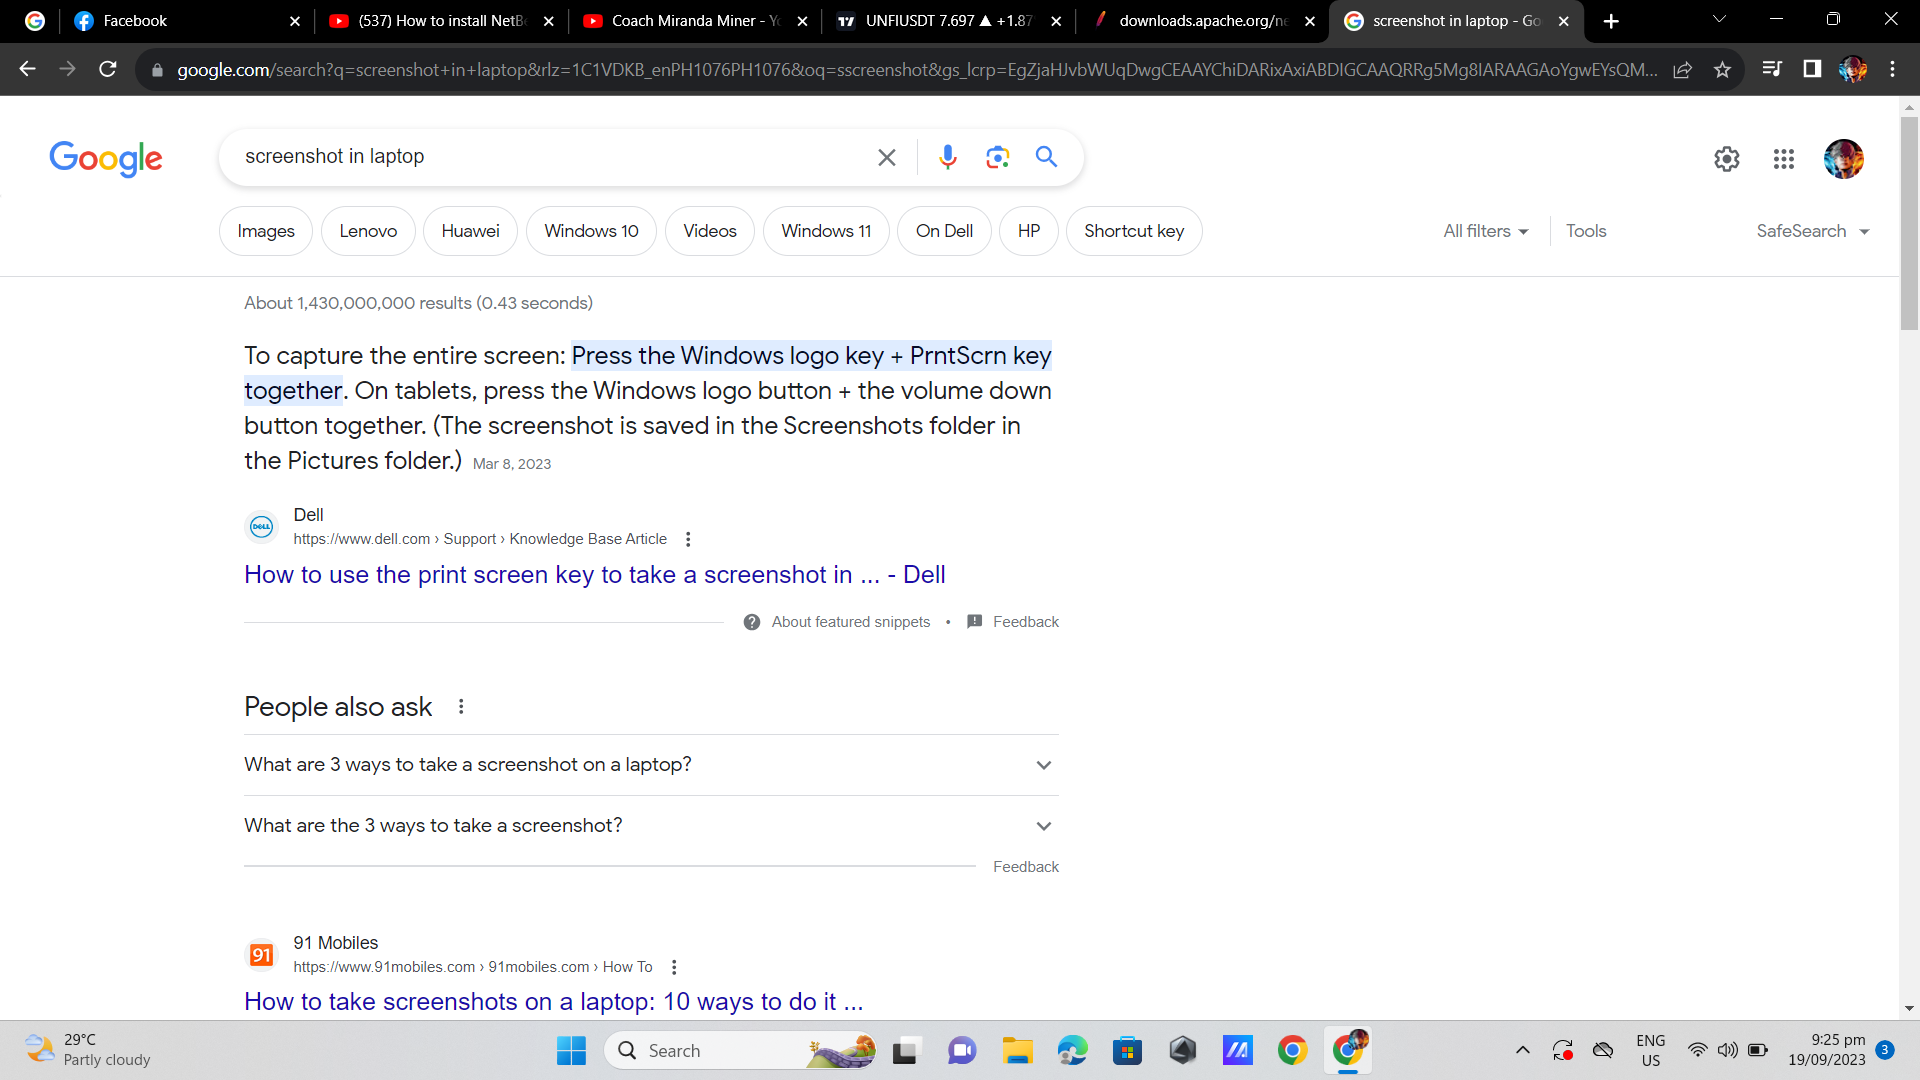 Facebook
(537) How to install NetBe
Coach Miranda Miner - Yo
UNFIUSDT 7.697 ▲ +1.87
downloads.apache.org/ne
screenshot in laptop - Go
google.com/search?q=screenshot+in+laptop&rlz=1C1VDKB_enPH1076PH1076&oq=sscreenshot&gs_lcrp=EgZjaHJvbWUqDwgCEAAYChiDARixAxiABDIGCAAQRRg5Mg8IARAAGAoYgwEYsQM...
Google
screenshot in laptop
Images
Lenovo
Huawei
Windows 10
Videos
Windows 11
On Dell
HP
Shortcut key
All filters
Tools
SafeSearch
About 1,430,000,000 results (0.43 seconds)
To capture the entire screen: Press the Windows logo key + PrntScrn key
together. On tablets, press the Windows logo button + the volume down
button together. (The screenshot is saved in the Screenshots folder in
the Pictures folder.) Mar 8, 2023
DELL
Dell
https://www.dell.com › Support › Knowledge Base Article
How to use the print screen key to take a screenshot in ... - Dell
About featured snippets • Feedback
People also ask
What are 3 ways to take a screenshot on a laptop?
What are the 3 ways to take a screenshot?
Feedback
91
91 Mobiles
https://www.91mobiles.com › 91mobiles.com › How To
How to take screenshots on a laptop: 10 ways to do it ...
29°C
Partly cloudy
Search
ENG
US
9:25 pm
19/09/2023
3